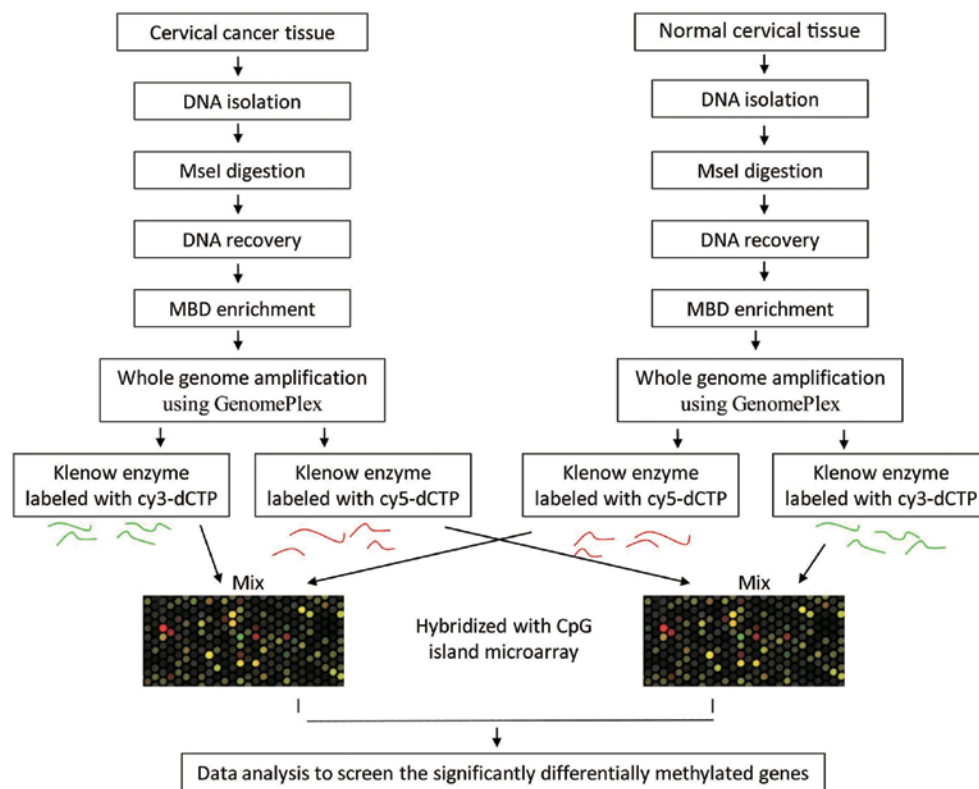 Cervical cancer tissue
Normal cervical tissue
DNA isolation
DNA isolation
MseI digestion
MseI digestion
DNA recovery
DNA recovery
MBD enrichment
MBD enrichment
Whole genome amplification
using GenomePlex
Whole genome amplification
using GenomePlex
Klenow enzyme
labeled with cy3-dCTP
Klenow enzyme
labeled with cy5-dCTP
Klenow enzyme
labeled with cy5-dCTP
Klenow enzyme
labeled with cy3-dCTP
Mix
Mix
Hybridized with CpG
island microarray
Data analysis to screen the significantly differentially methylated genes